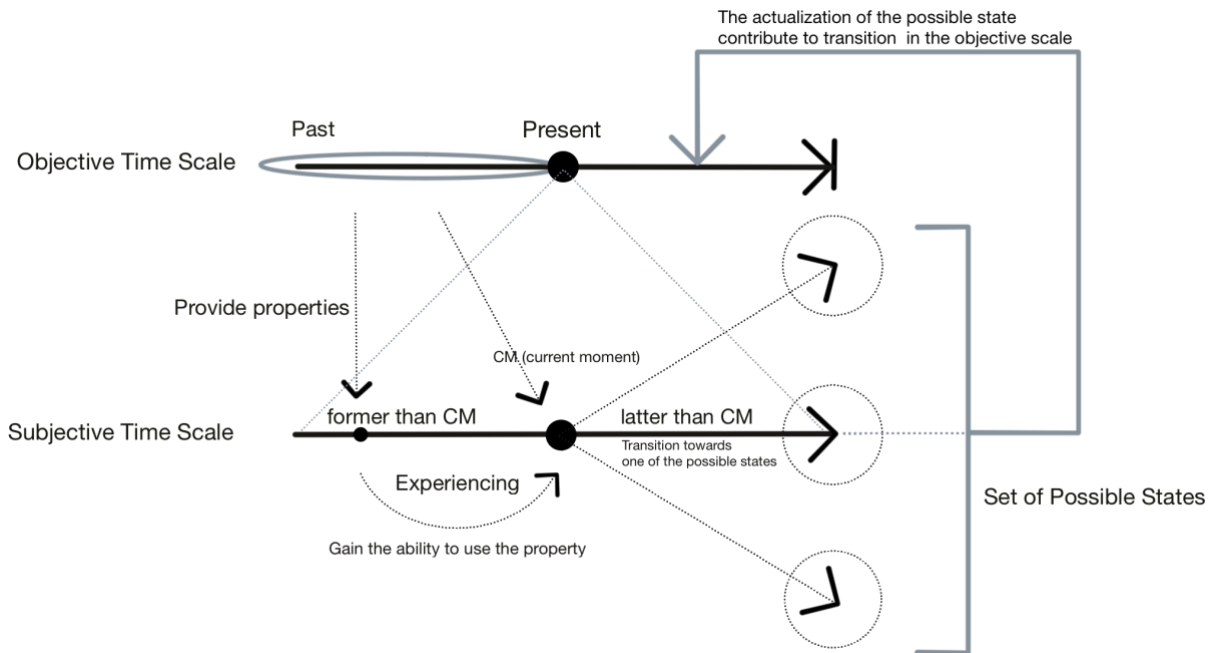 The actualization of the possible state
contribute to transition in the objective scale
Past
Present
Objective Time Scale
Provide properties
CM (current moment)
former than CM
latter than CM
Subjective Time Scale
Transition towards
one of the possible states
Experiencing
Set of Possible States
Gain the ability to use the property